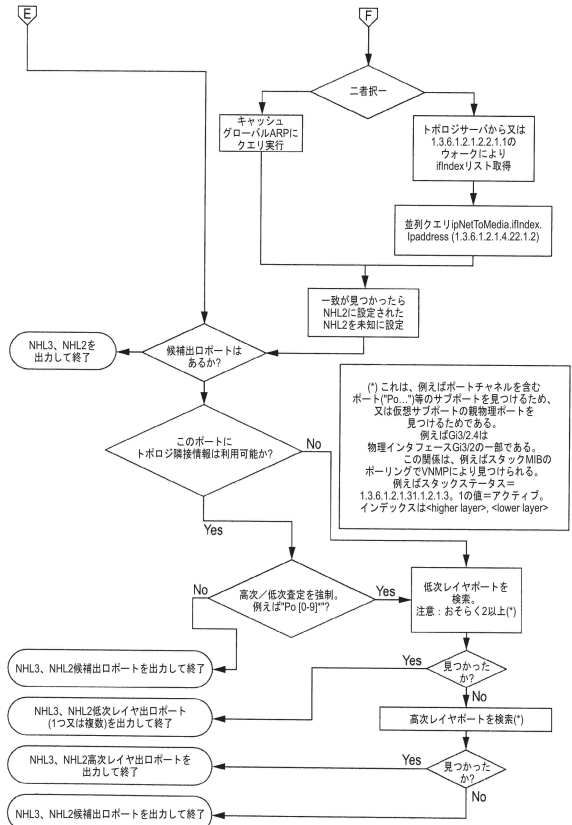 E
F
二者択一
キャッシュ
グローバルARPに
クエリ実行
トポロジサーバから又は
1.3.6.1.2.1.2.2.1.1の
ウォークにより
ifIndexリスト取得
並列クエリipNetToMedia.ifIndex.
Ipaddress (1.3.6.1.2.1.4.22.1.2)
一致が見つかったら
NHL2に設定された
NHL2を未知に設定
NHL3、NHL2を
出力して終了
候補出口ポートは
あるか?
(*) これは、例えばポートチャネルを含む
ポート("Po...")等のサブポートを見つけるため、
又は仮想サブポートの親物理ポートを
見つけるためである。
例えばGi3/2.4は
物理インタフェースGi3/2の一部である。
この関係は、例えばスタックMIBの
ポーリングでVNMPにより見つけられる。
例えばスタックステータス=
1.3.6.1.2.1.31.1.2.1.3。1の値=アクティブ。
インデックスは<higher layer>, <lower layer>
このポートに
トポロジ隣接情報は利用可能か?
No
Yes
高次/低次査定を強制。
例えば"Po [0-9]*"?
No
Yes
低次レイヤポートを
検索。
注意:おそらく2以上(*)
NHL3、NHL2候補出口ポートを出力して終了
Yes
見つかった
か?
No
NHL3、NHL2低次レイヤ出口ポート
(1つ又は複数)を出力して終了
高次レイヤポートを検索(*)
NHL3、NHL2高次レイヤ出口ポートを
出力して終了
Yes
見つかった
か?
No
NHL3、NHL2候補出口ポートを出力して終了